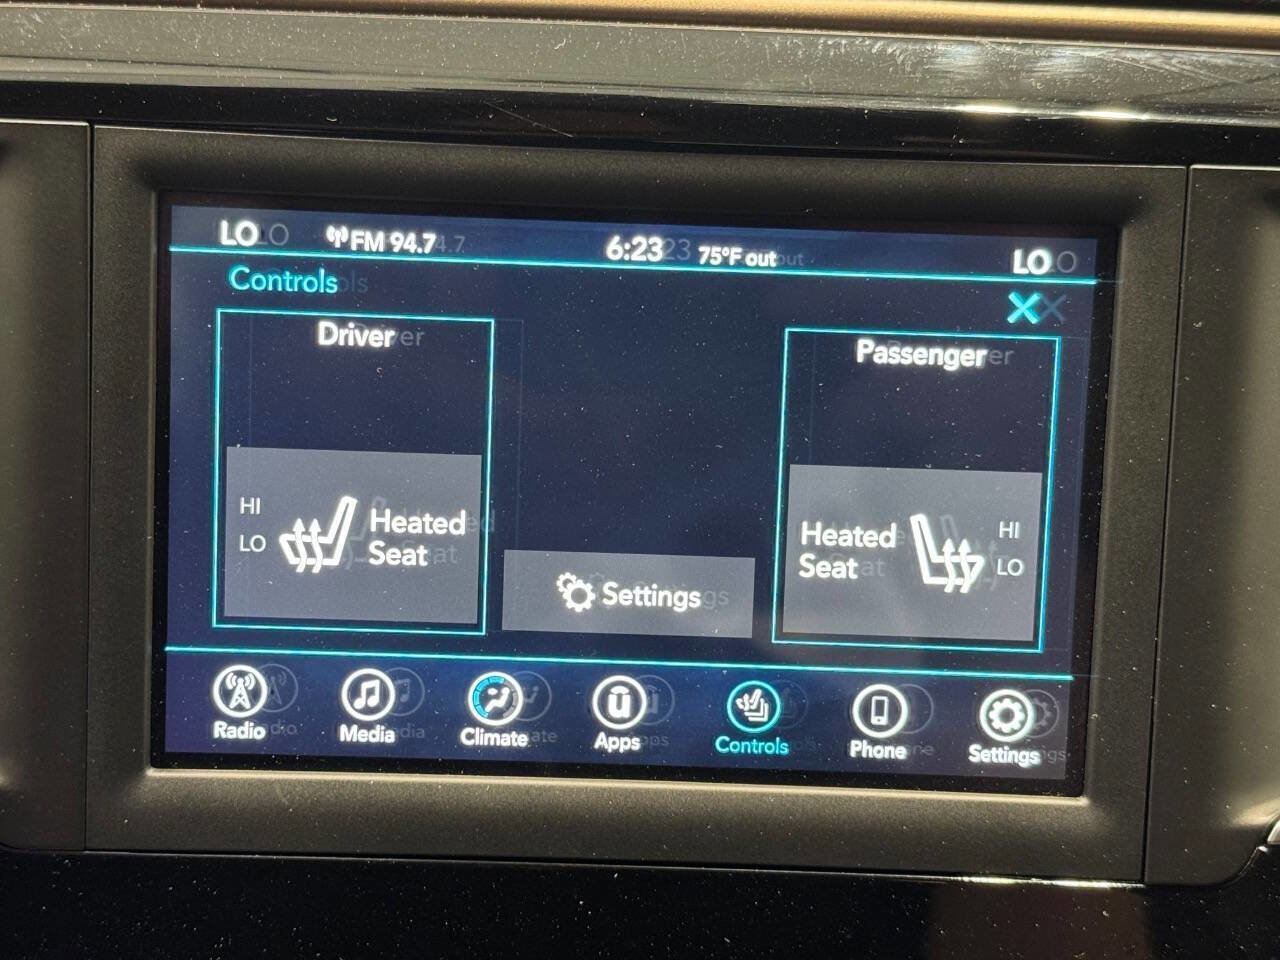 LO FM 94.7 6:23 75°F out LO
Controls
Driver
Passenger
HI
LO
Heated
Seat
Settings
Heated
Seat
HI
LO
Radio Media Climate Apps Controls Phone Settings